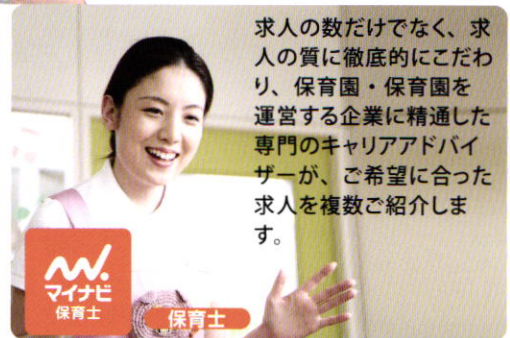 求人の数だけでなく、求
人の質に徹底的にこだわ
り、保育園・保育園を
運営する企業に精通した
専門のキャリアアドバイ
ザーが、ご希望に合った
求人を複数ご紹介しま
す。
マイナビ
保育士
保育士